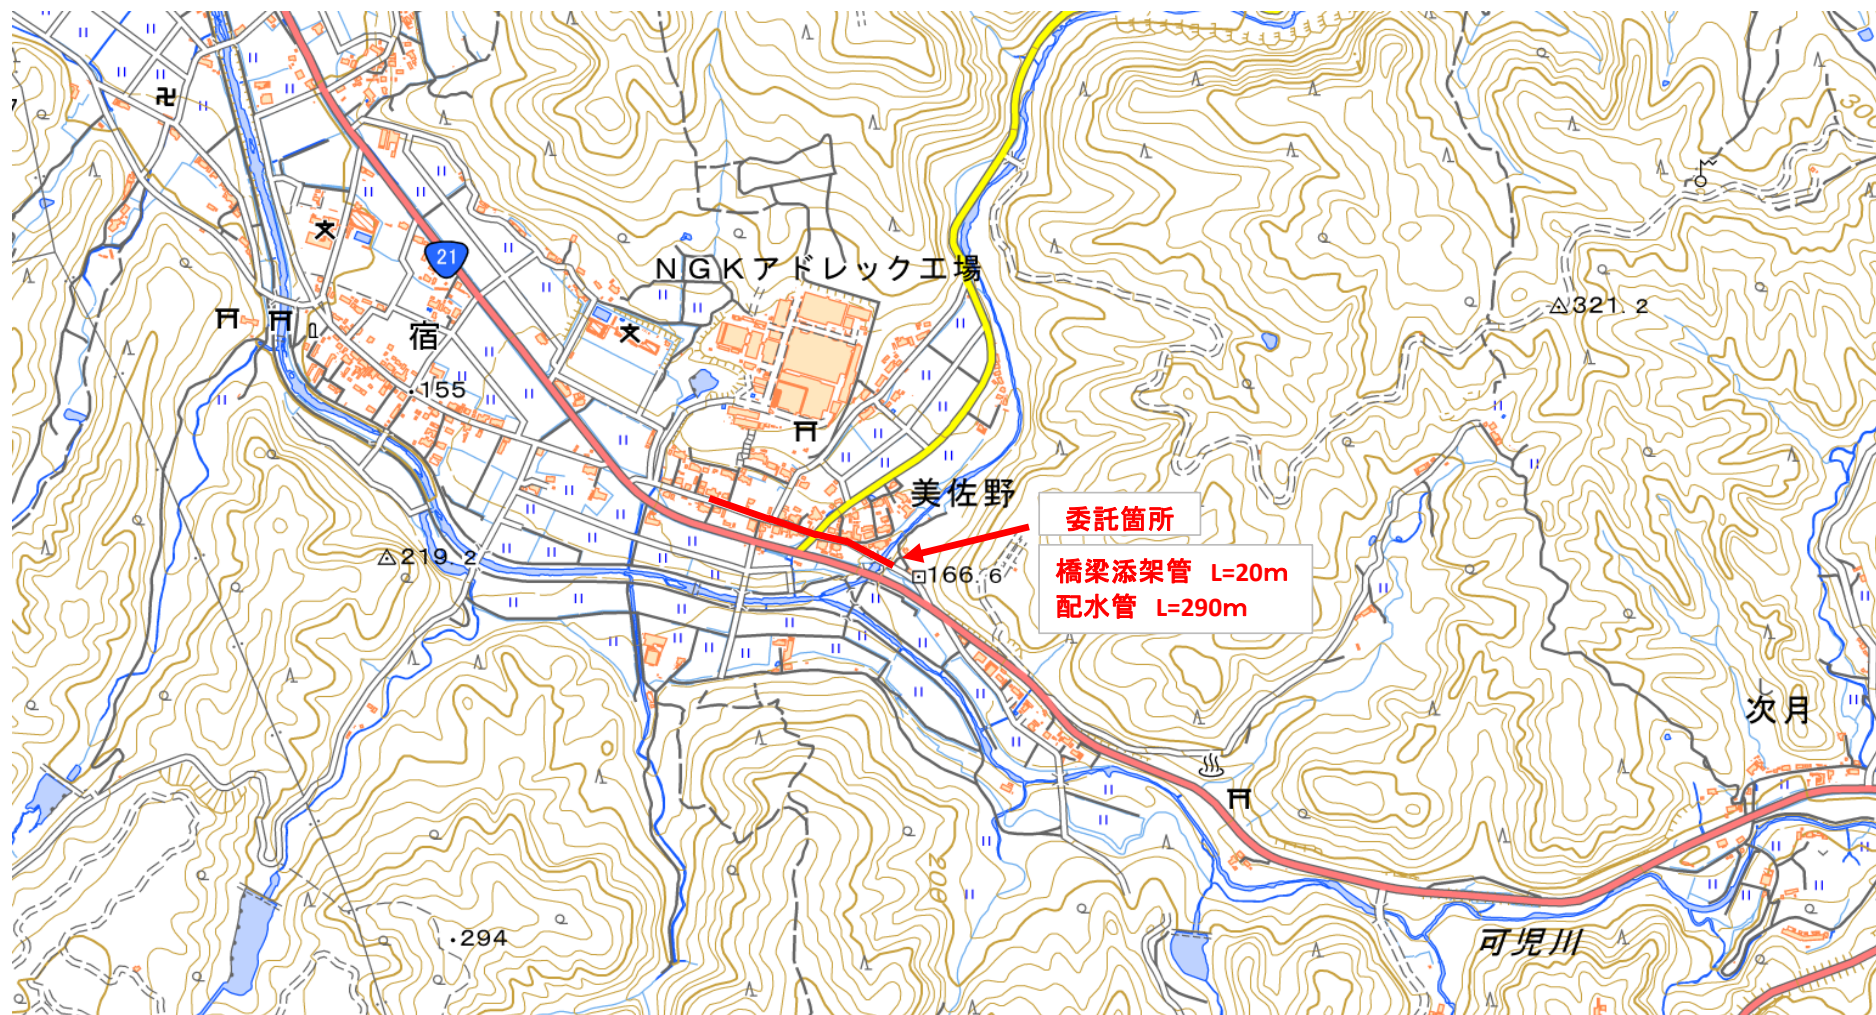 21
NGKアドレック工場
宿
155
321.2
美佐野
委託箇所
橋梁添架管 L=20m
配水管 L=290m
219.2
166.6
次月
200
294
可児川